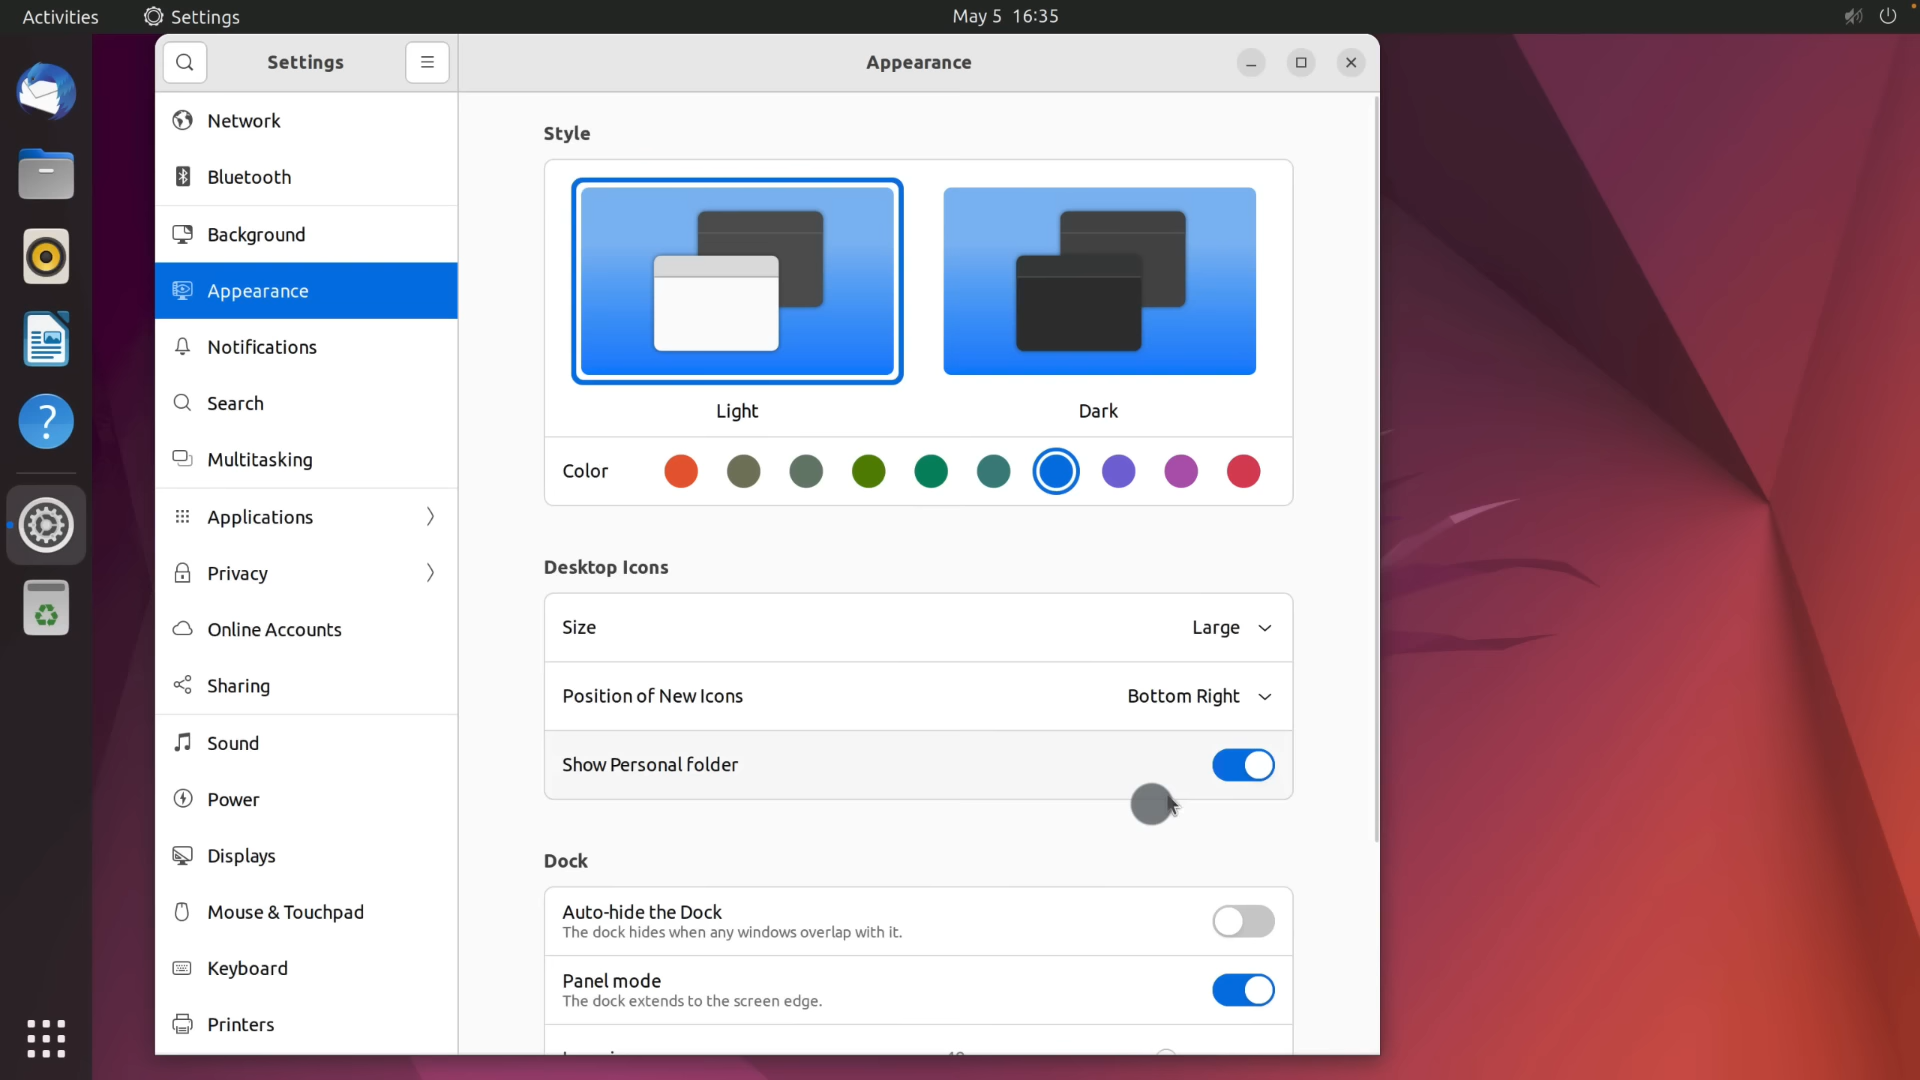 Activities
Settings
May 5 16:35
Settings
Appearance
Network
Bluetooth
Background
Appearance
Notifications
Search
Multitasking
Applications
Privacy
Online Accounts
Sharing
Sound
Power
Displays
Mouse & Touchpad
Keyboard
Printers
Style
Light
Dark
Color
Desktop Icons
Size
Large
Position of New Icons
Bottom Right
Show Personal folder
Dock
Auto-hide the Dock
The dock hides when any windows overlap with it.
Panel mode
The dock extends to the screen edge.